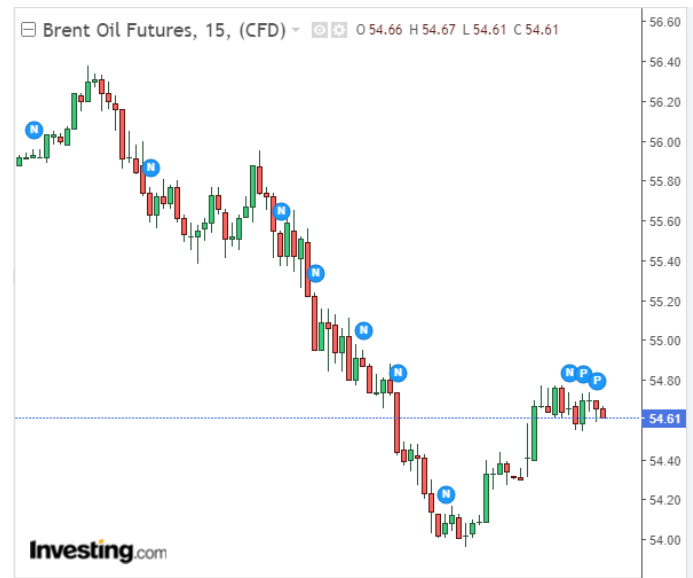 Brent Oil Futures, 15, (CFD) O 54.66 H 54.67 L 54.61 C 54.61
56.60
56.40
56.20
N
56.00
N
55.80
N
55.60
55.40
N
55.20
N
55.00
N N P P
54.80
54.61
54.40
N
54.20
54.00
Investing.com